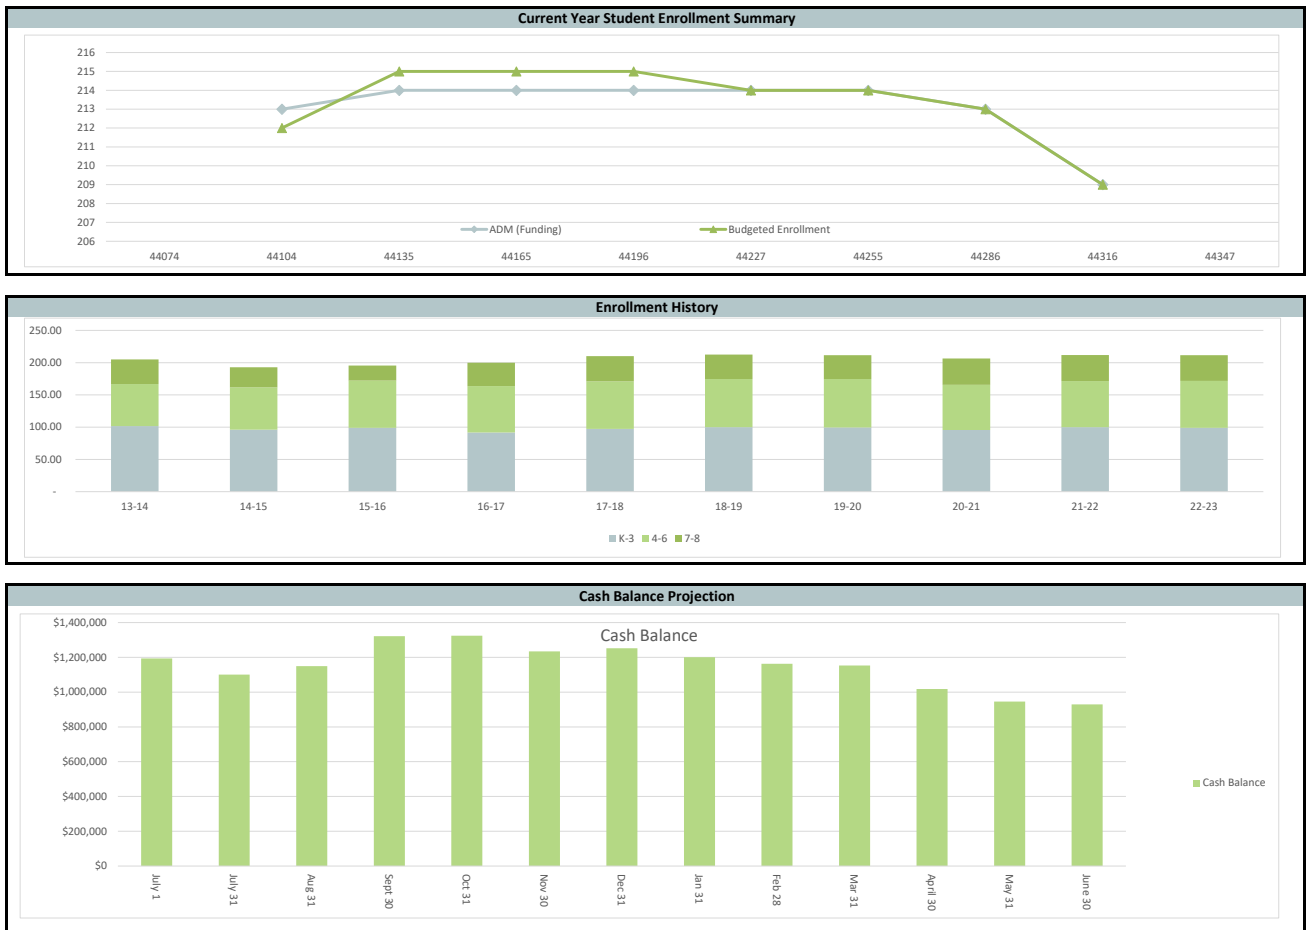 Current Year Student Enrollment Summary
216
215
214
213
212
211
210
209
208
207
206
ADM (Funding) Budgeted Enrollment
44074 44104 44135 44165 44196 44227 44255 44286 44316 44347
Enrollment History
250.00
200.00
150.00
100.00
50.00
-
13-14 14-15 15-16 16-17 17-18 18-19 19-20 20-21 21-22 22-23
K-3 4-6 7-8
Cash Balance Projection
Cash Balance
$1,400,000
$1,200,000
$1,000,000
$800,000
$600,000
$400,000
$200,000
$0
July 1 July 31 Aug 31 Sept 30 Oct 31 Nov 30 Dec 31 Jan 31 Feb 28 Mar 31 April 30 May 31 June 30
Cash Balance